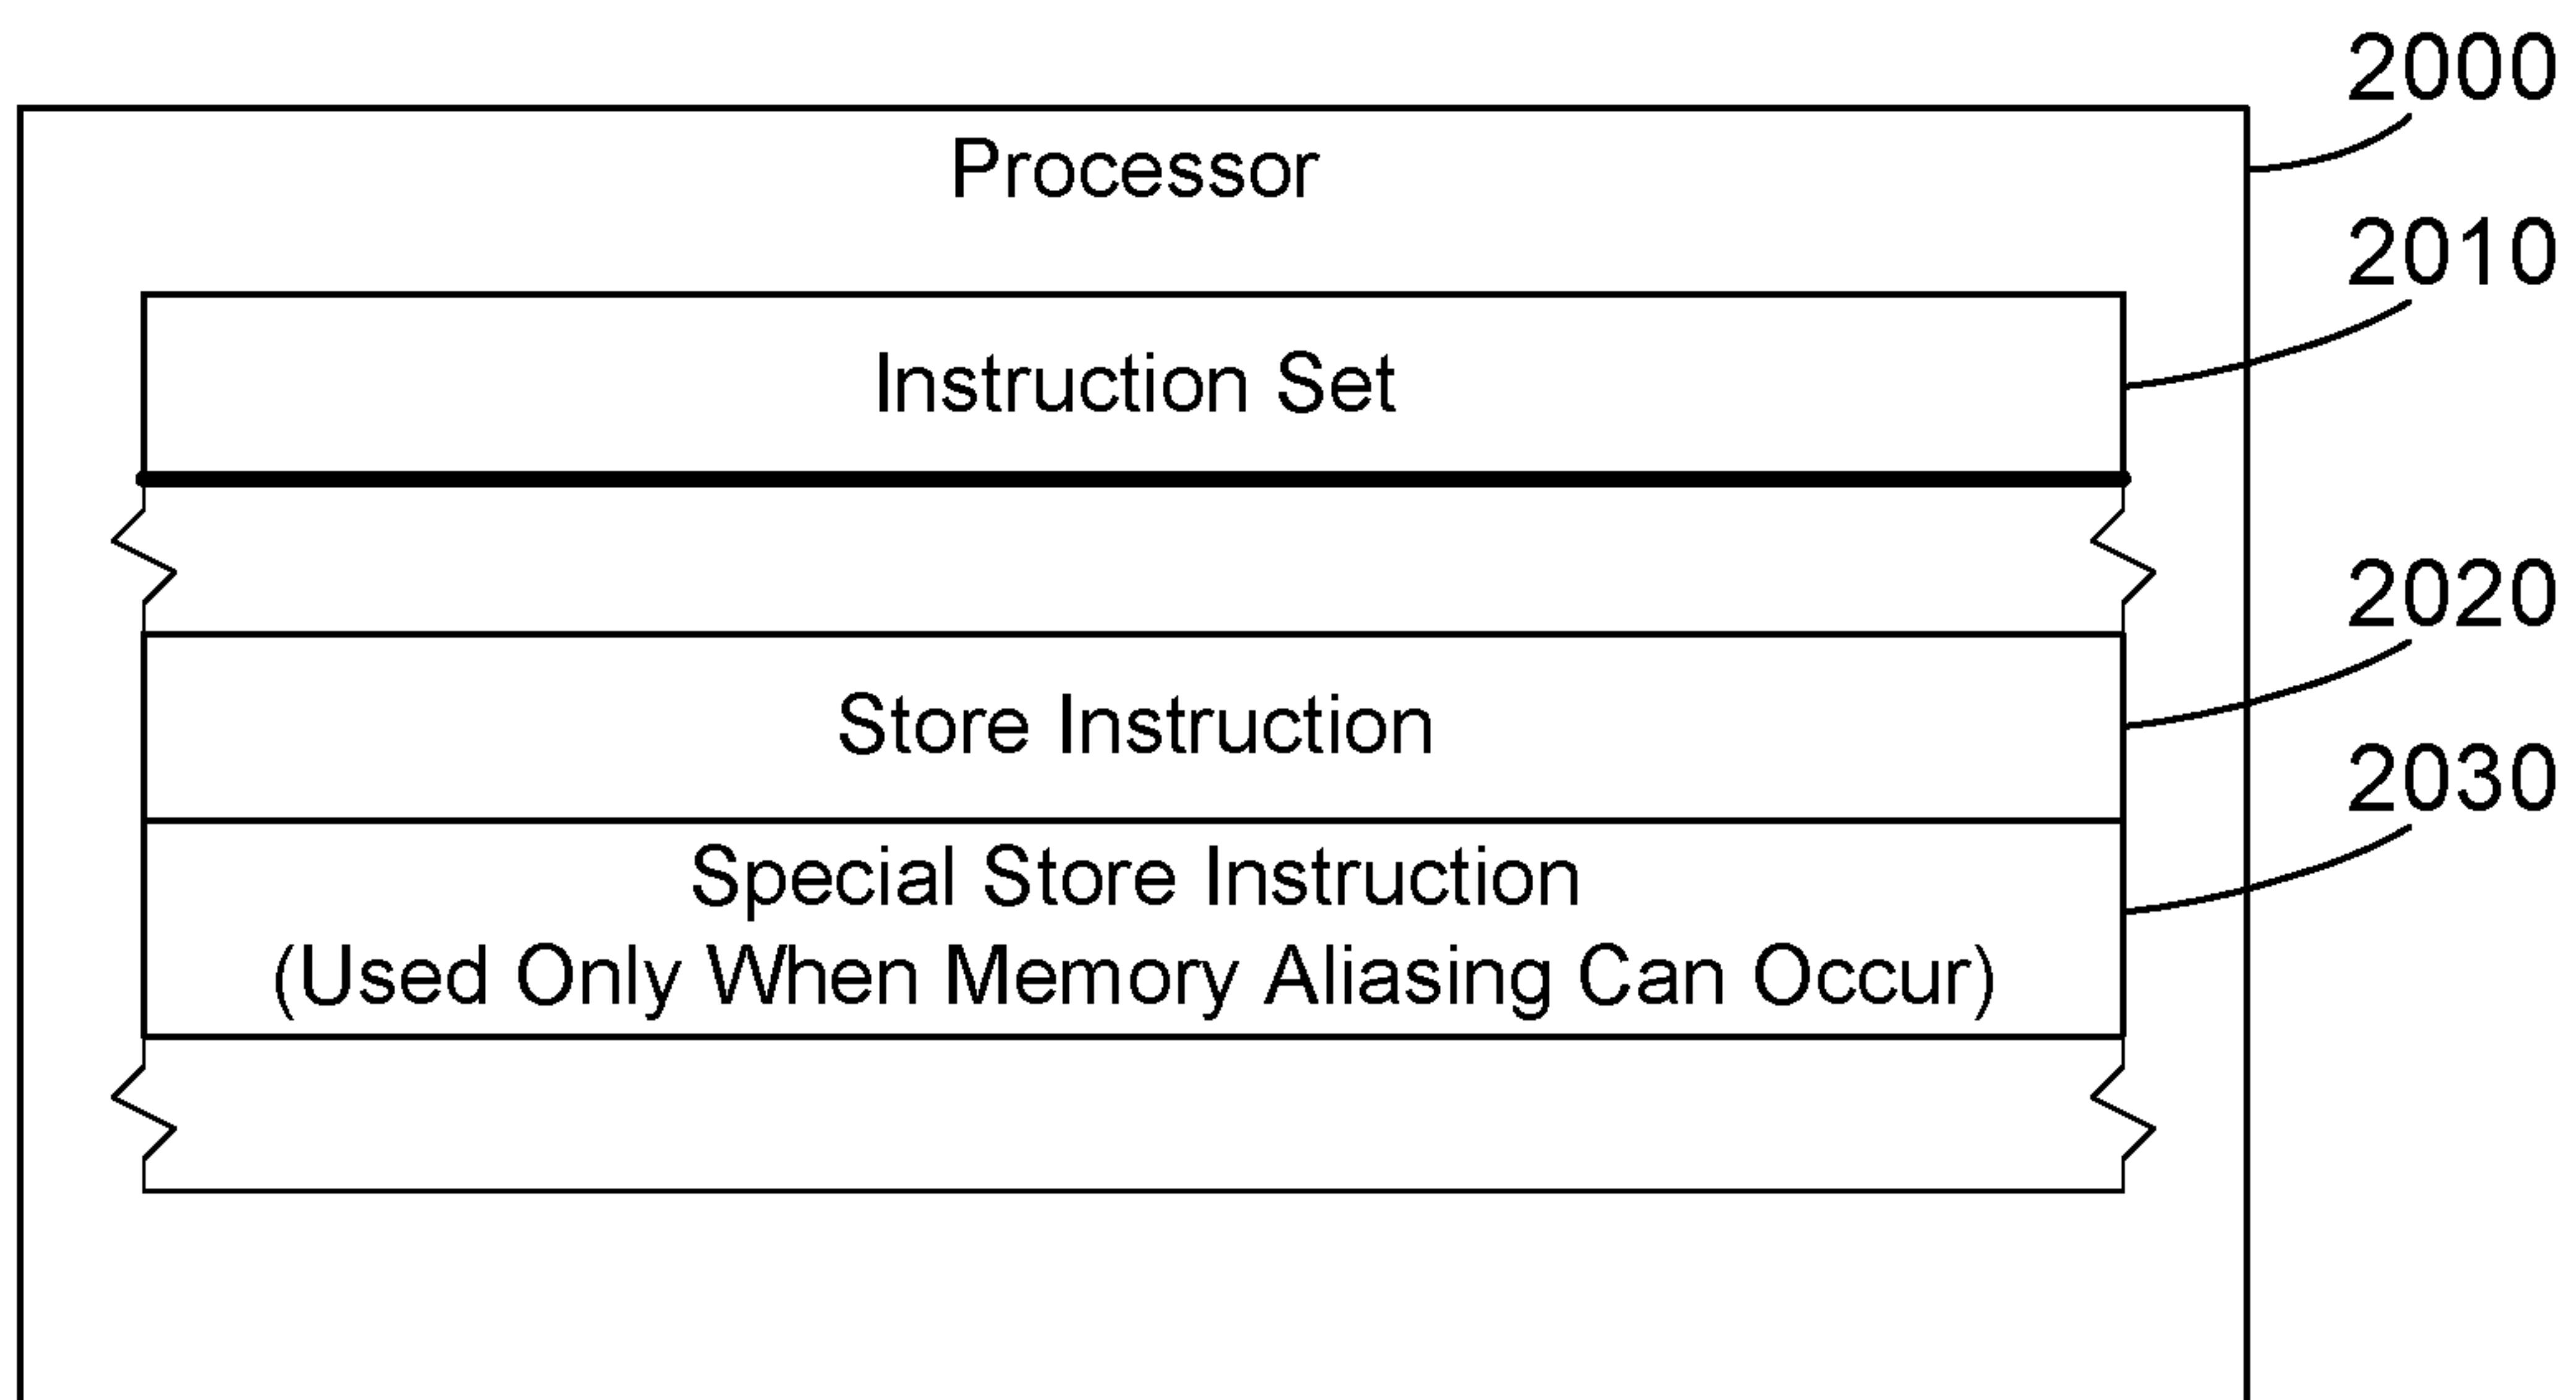 2000
Processor
2010
Instruction Set
2020
Store Instruction
2030
Special Store Instruction
(Used Only When Memory Aliasing Can Occur)